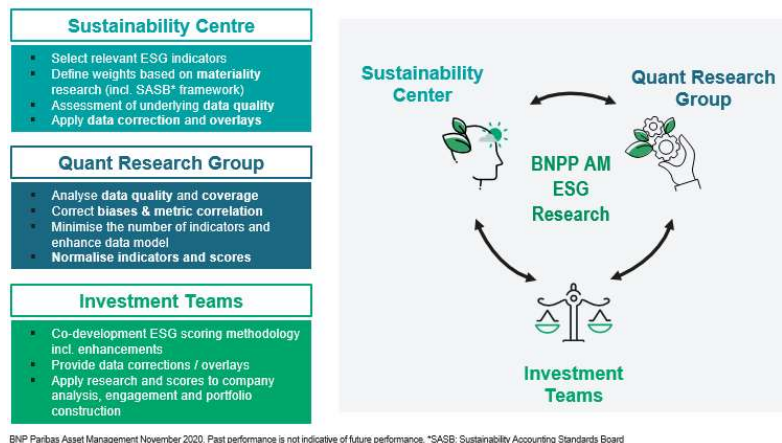 Sustainability Centre
▪ Select relevant ESG indicators
▪ Define weights based on materiality
research (incl. SASB* framework)
▪ Assessment of underlying data quality
▪ Apply data correction and overlays
Quant Research Group
▪ Analyse data quality and coverage
▪ Correct biases & metric correlation
▪ Minimise the number of indicators and
enhance data model
▪ Normalise indicators and scores
Investment Teams
▪ Co-development ESG scoring methodology
incl. enhancements
▪ Provide data corrections / overlays
▪ Apply research and scores to company
analysis, engagement and portfolio
construction
Sustainability
Center
Quant Research
Group
BNPP AM
ESG
Research
Investment
Teams
BNP Paribas Asset Management November 2020. Past performance is not indicative of future performance. *SASB: Sustainability Accounting Standards Board